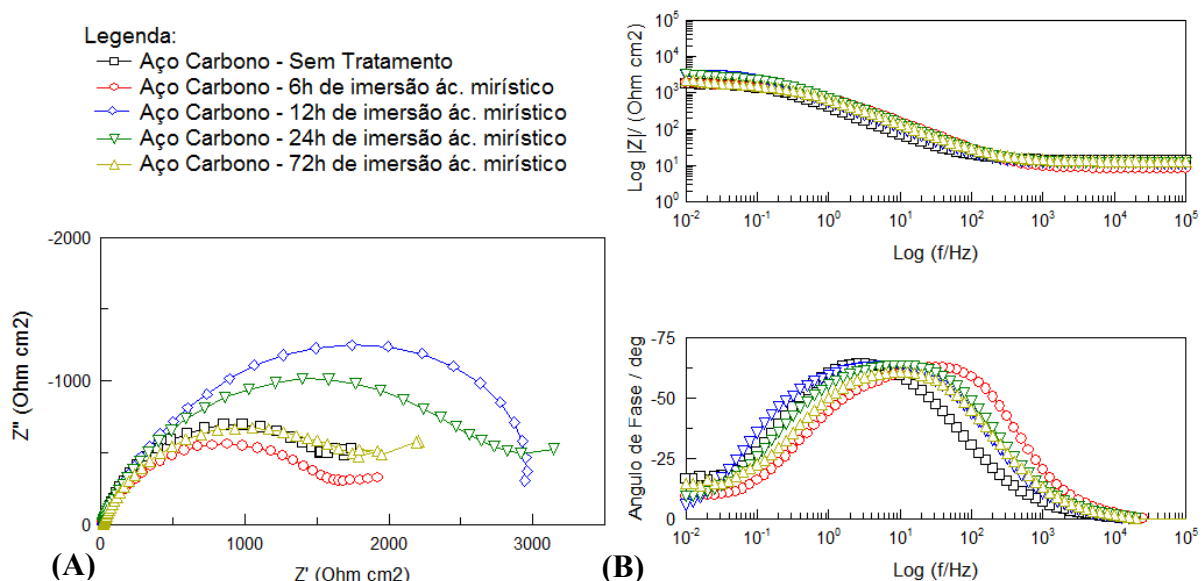 Legenda:
Aço Carbono - Sem Tratamento
Aço Carbono - 6h de imersão ác. mirístico
Aço Carbono - 12h de imersão ác. mirístico
Aço Carbono - 24h de imersão ác. mirístico
Aço Carbono - 72h de imersão ác. mirístico
-2000
-1000
0
Z'' (Ohm cm2)
0 1000 2000 3000
Z' (Ohm cm2)
(A)
10^5
10^4
10^3
10^2
10^1
10^0
Log |Z|/ (Ohm cm2)
10^-2 10^-1 10^0 10^1 10^2 10^3 10^4 10^5
Log (f/Hz)
-75
-50
-25
0
Angulo de Fase / deg
10^-2 10^-1 10^0 10^1 10^2 10^3 10^4 10^5
Log (f/Hz)
(B)